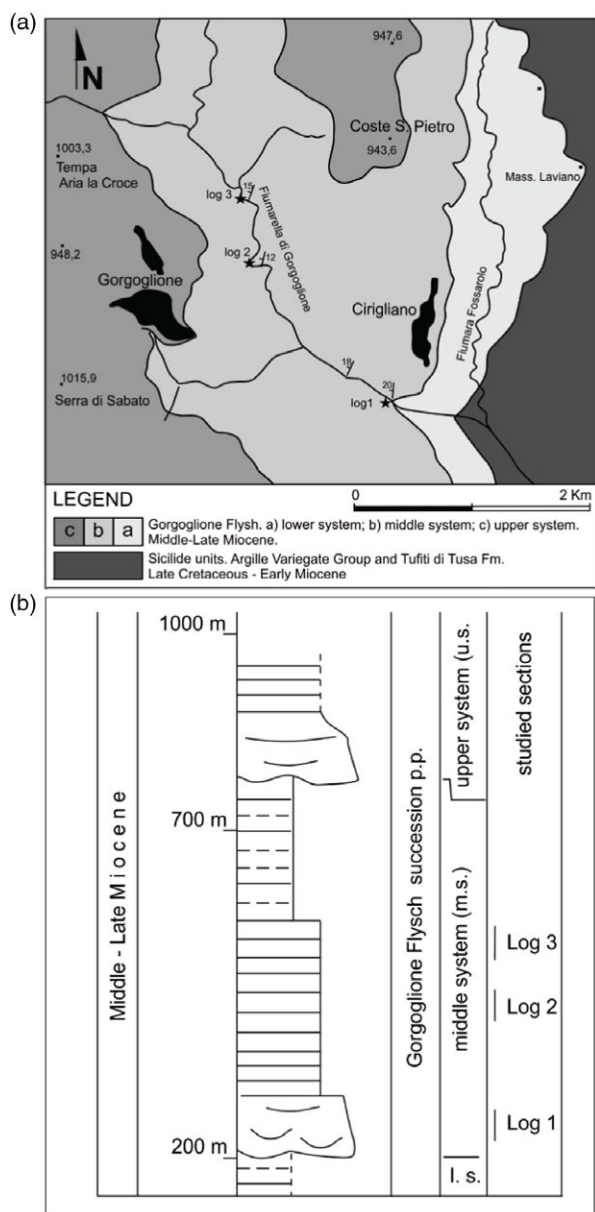 (a)
N
947,6
Coste S. Pietro
943,6
1003,3
Tempa
Aria la Croce
Mass. Laviano
log 3
15
Fiumarella di Gorgoglione
log 2
12
948,2
Gorgoglione
Cirigliano
Fiumara Fossarolo
18
20
log1
1015,9
Serra di Sabato
LEGEND
0 2 Km
c b a
Gorgoglione Flysh. a) lower system; b) middle system; c) upper system.
Middle-Late Miocene.
Sicilide units. Argille Variegate Group and Tufiti di Tusa Fm.
Late Cretaceous - Early Miocene
(b)
Middle - Late Miocene
1000 m
700 m
200 m
Gorgoglione Flysch succession p.p.
upper system (u.s.
middle system (m.s.)
l. s.
studied sections
Log 3
Log 2
Log 1